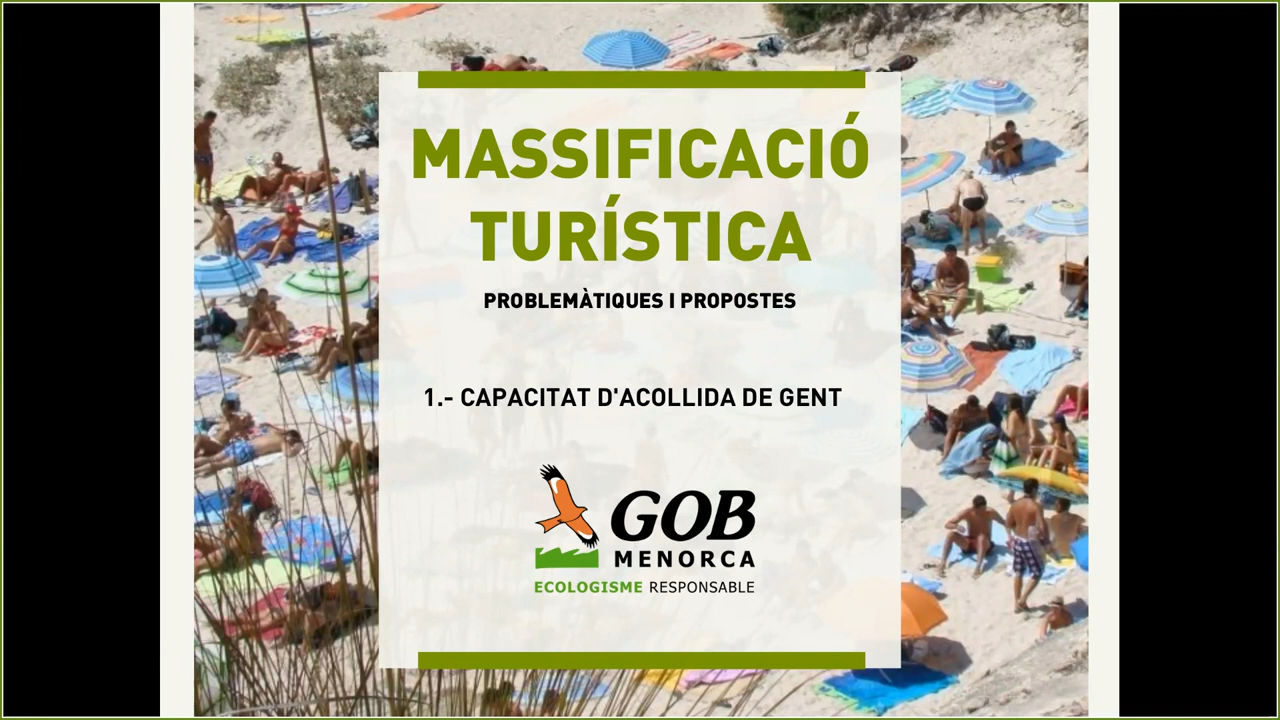 MASSIFICACIÓ
TURÍSTICA
PROBLEMÀTIQUES I PROPOSTES
1.- CAPACITAT D'ACOLLIDA DE GENT
GOB
MENORCA
ECOLOGISME RESPONSABLE